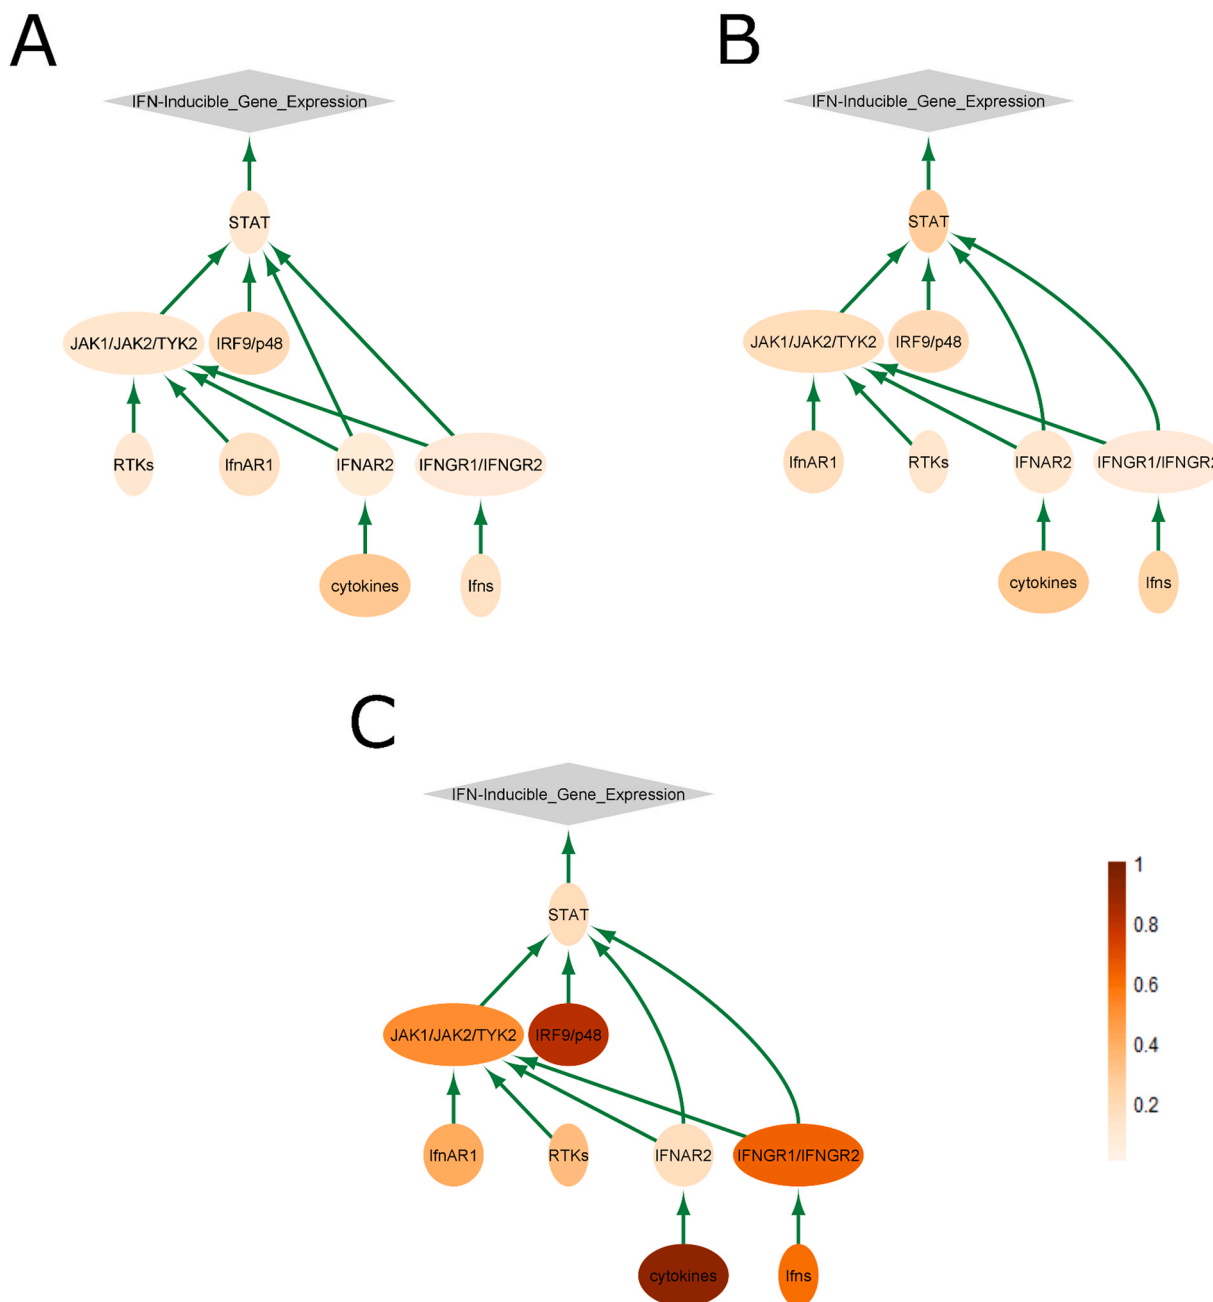 A
B
IFN-Inducible_Gene_Expression
IFN-Inducible_Gene_Expression
STAT
STAT
JAK1/JAK2/TYK2
IRF9/p48
JAK1/JAK2/TYK2
IRF9/p48
RTKs
IfnAR1
IFNAR2
IFNGR1/IFNGR2
IfnAR1
RTKs
IFNAR2
IFNGR1/IFNGR2
cytokines
Ifns
cytokines
Ifns
C
IFN-Inducible_Gene_Expression
STAT
JAK1/JAK2/TYK2
IRF9/p48
IfnAR1
RTKs
IFNAR2
IFNGR1/IFNGR2
cytokines
Ifns
1
0.8
0.6
0.4
0.2